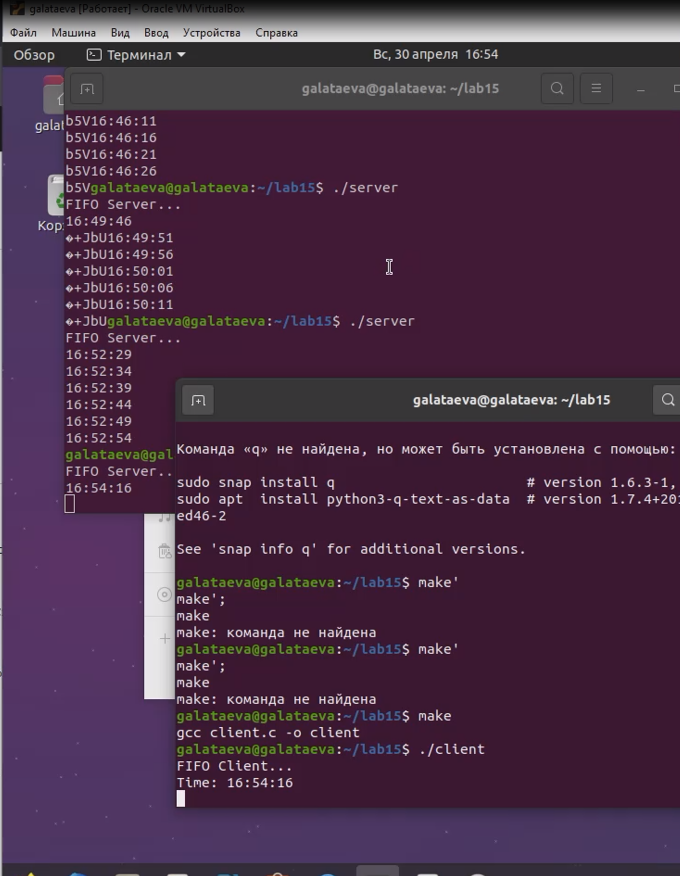 galataeva [Работает] - Oracle VM VirtualBox
Файл Машина Вид Ввод Устройства Справка
Обзор Терминал Вс, 30 апреля 16:54
galataeva@galataeva: ~/lab15
b5V16:46:11
b5V16:46:16
b5V16:46:21
b5V16:46:26
b5Vgalataeva@galataeva:~/lab15$ ./server
FIFO Server...
16:49:46
�+JbU16:49:51
�+JbU16:49:56
�+JbU16:50:01
�+JbU16:50:06
�+JbU16:50:11
�+JbUgalataeva@galataeva:~/lab15$ ./server
FIFO Server...
16:52:29
16:52:34
16:52:39
16:52:44
16:52:49
16:52:54
galataeva@gal
FIFO Server..
16:54:16
galataeva@galataeva: ~/lab15
Команда «q» не найдена, но может быть установлена с помощью:
sudo snap install q # version 1.6.3-1,
sudo apt install python3-q-text-as-data # version 1.7.4+201
ed46-2
See 'snap info q' for additional versions.
galataeva@galataeva:~/lab15$ make'
make';
make
make: команда не найдена
galataeva@galataeva:~/lab15$ make'
make';
make
make: команда не найдена
galataeva@galataeva:~/lab15$ make
gcc client.c -o client
galataeva@galataeva:~/lab15$ ./client
FIFO Client...
Time: 16:54:16